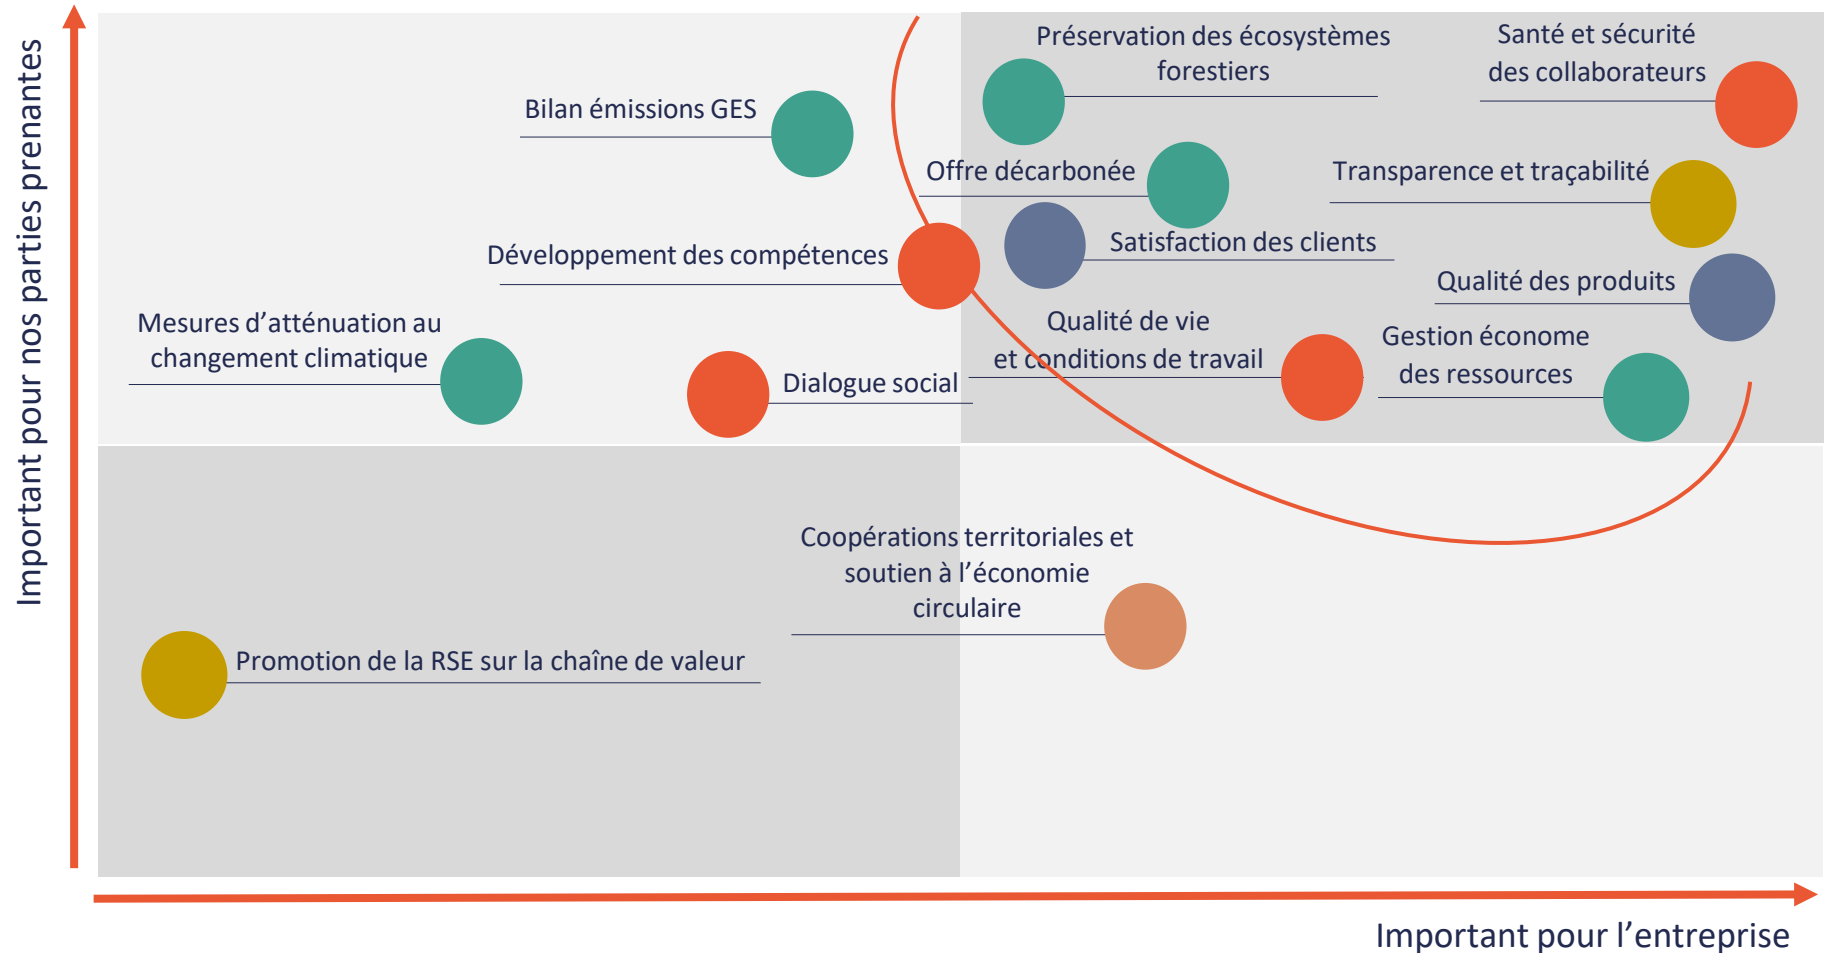 Important pour nos parties prenantes
Préservation des écosystèmes
forestiers
Santé et sécurité
des collaborateurs
Bilan émissions GES
Offre décarbonée
Transparence et traçabilité
Développement des compétences
Satisfaction des clients
Qualité des produits
Mesures d’atténuation au
changement climatique
Dialogue social
Qualité de vie
et conditions de travail
Gestion économe
des ressources
Coopérations territoriales et
soutien à l’économie
circulaire
Promotion de la RSE sur la chaîne de valeur
Important pour l’entreprise